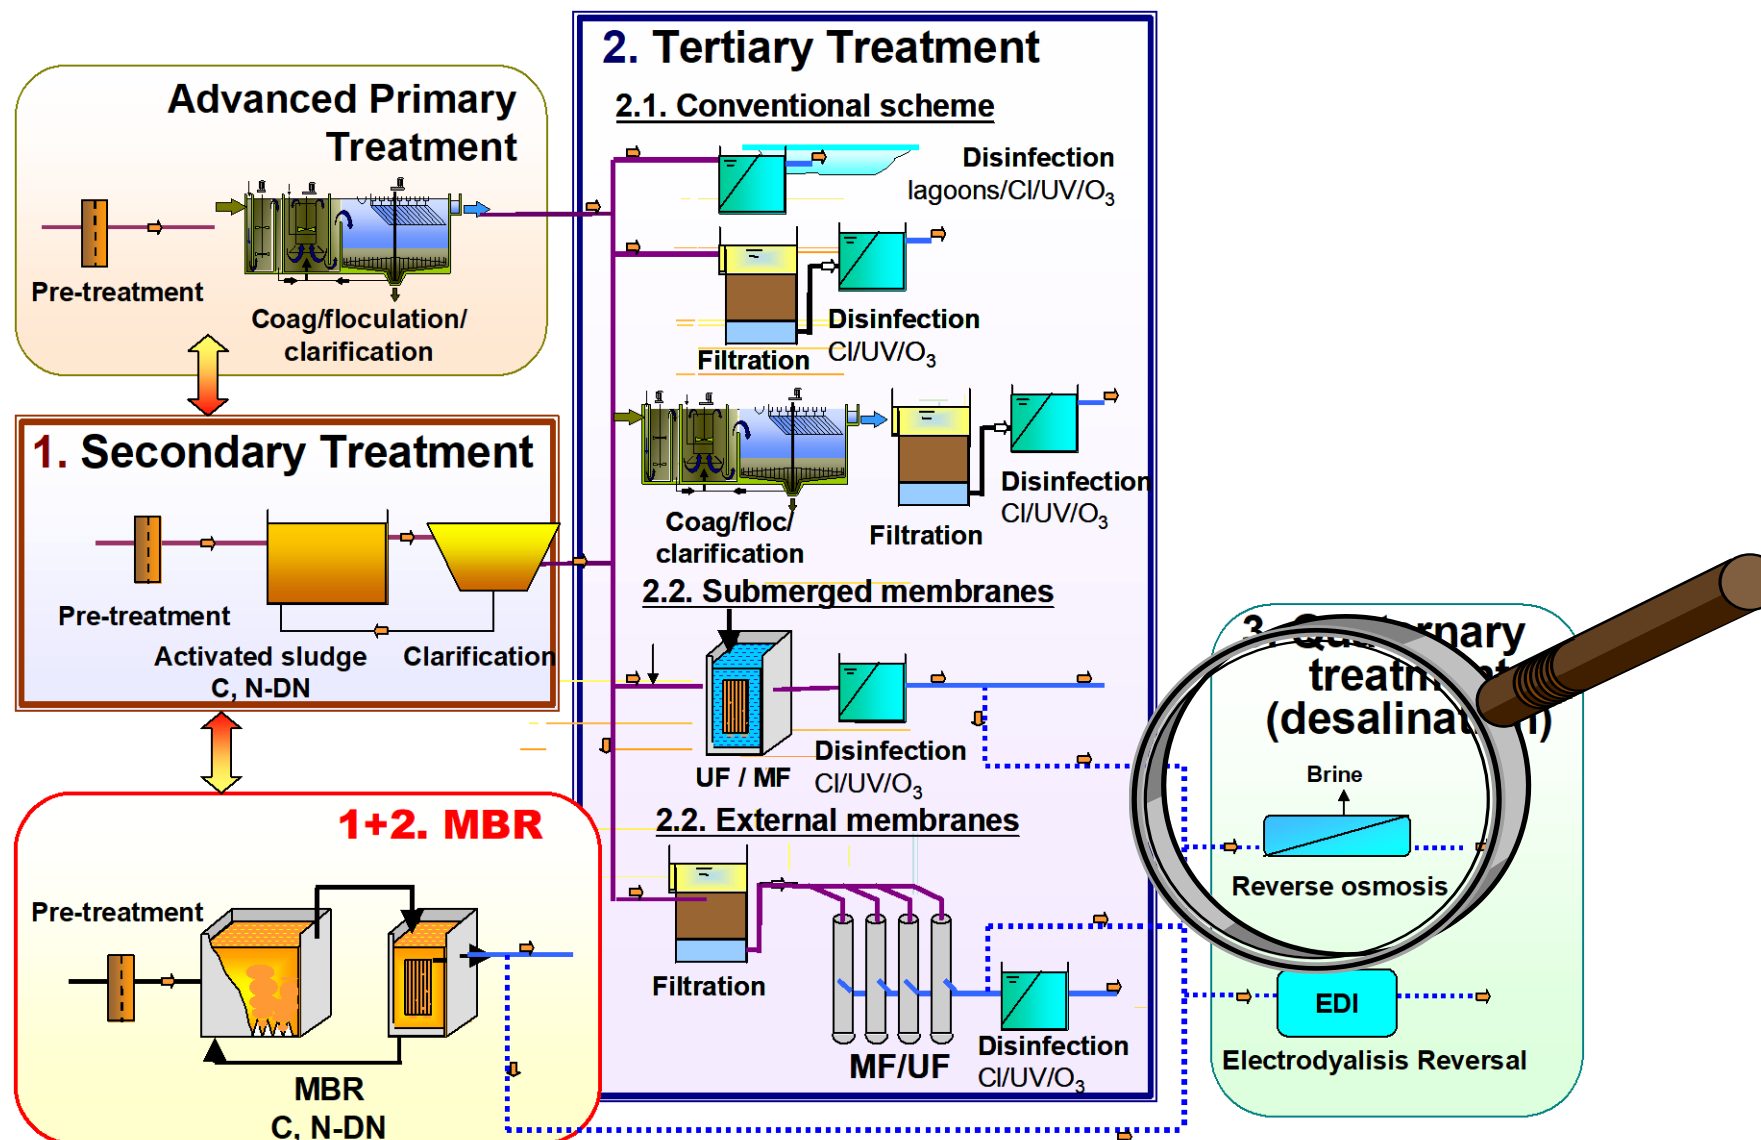 Advanced Primary
Treatment
Pre-treatment
Coag/floculation/
clarification
1. Secondary Treatment
Pre-treatment
Activated sludge
C, N-DN
Clarification
1+2. MBR
Pre-treatment
MBR
C, N-DN
2. Tertiary Treatment
2.1. Conventional scheme
Disinfection
lagoons/Cl/UV/O3
Filtration
Disinfection
Cl/UV/O3
Coag/floc/
clarification
Filtration
Disinfection
Cl/UV/O3
2.2. Submerged membranes
UF / MF
Disinfection
Cl/UV/O3
2.2. External membranes
Filtration
MF/UF
Disinfection
Cl/UV/O3
3. Quaternary
treatment
(desalination)
Brine
Reverse osmosis
EDI
Electrodyalisis Reversal